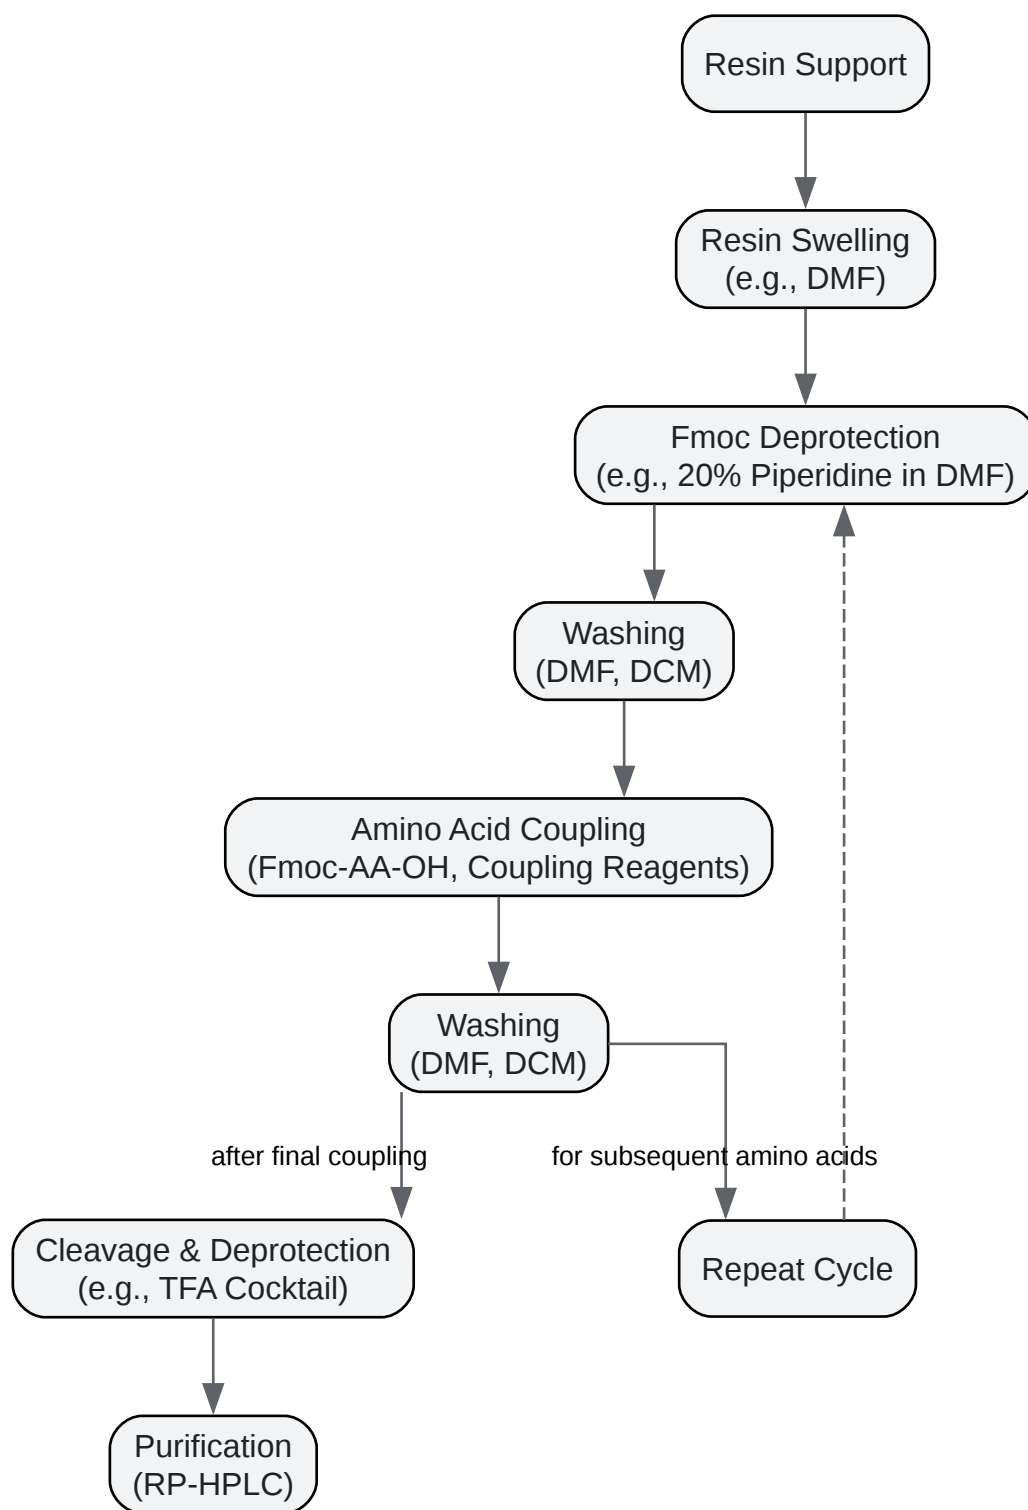 Resin Support
Resin Swelling
(e.g., DMF)
Fmoc Deprotection
(e.g., 20% Piperidine in DMF)
Washing
(DMF, DCM)
Amino Acid Coupling
(Fmoc-AA-OH, Coupling Reagents)
Washing
(DMF, DCM)
after final coupling
for subsequent amino acids
Cleavage & Deprotection
(e.g., TFA Cocktail)
Repeat Cycle
Purification
(RP-HPLC)